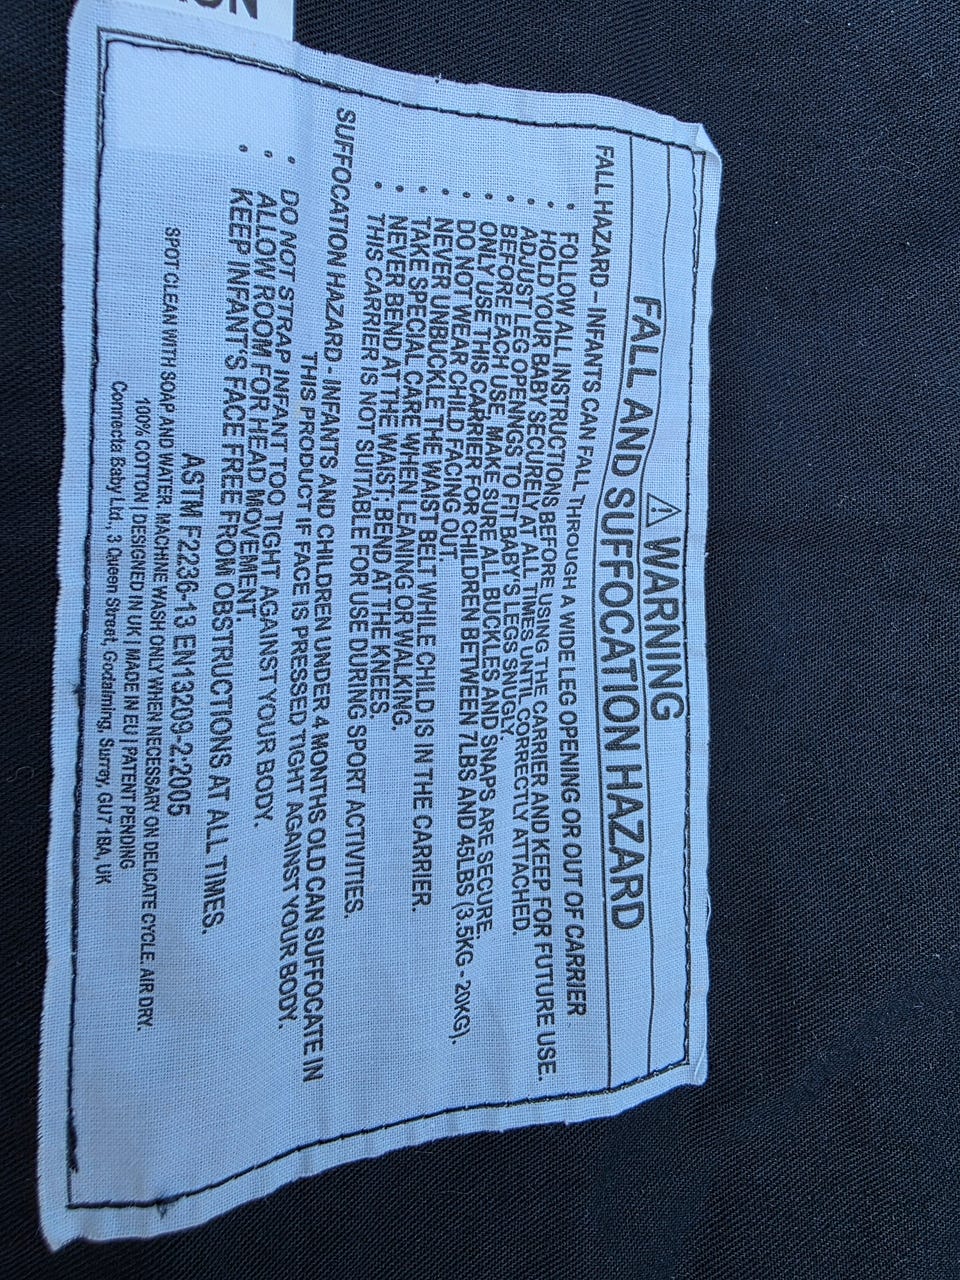 ⚠ WARNING
FALL AND SUFFOCATION HAZARD
FALL HAZARD – INFANTS CAN FALL THROUGH A WIDE LEG OPENING OR OUT OF CARRIER
• FOLLOW ALL INSTRUCTIONS BEFORE USING THE CARRIER AND KEEP FOR FUTURE USE.
• HOLD YOUR BABY SECURELY AT ALL TIMES UNTIL CORRECTLY ATTACHED.
• ADJUST LEG OPENINGS TO FIT BABY'S LEGS SNUGLY.
• BEFORE EACH USE, MAKE SURE ALL BUCKLES AND SNAPS ARE SECURE.
• ONLY USE THIS CARRIER FOR CHILDREN BETWEEN 7LBS AND 45LBS (3.5KG - 20KG).
• DO NOT WEAR CHILD FACING OUT.
• NEVER UNBUCKLE THE WAIST BELT WHILE CHILD IS IN THE CARRIER.
• TAKE SPECIAL CARE WHEN LEANING OR WALKING.
• NEVER BEND AT THE WAIST; BEND AT THE KNEES.
• THIS CARRIER IS NOT SUITABLE FOR USE DURING SPORT ACTIVITIES.
SUFFOCATION HAZARD - INFANTS AND CHILDREN UNDER 4 MONTHS OLD CAN SUFFOCATE IN
THIS PRODUCT IF FACE IS PRESSED TIGHT AGAINST YOUR BODY.
• DO NOT STRAP INFANT TOO TIGHT AGAINST YOUR BODY.
• ALLOW ROOM FOR HEAD MOVEMENT.
• KEEP INFANT'S FACE FREE FROM OBSTRUCTIONS AT ALL TIMES.
ASTM F2236-13 EN13209-2:2005
SPOT CLEAN WITH SOAP AND WATER. MACHINE WASH ONLY WHEN NECESSARY ON DELICATE CYCLE. AIR DRY.
100% COTTON | DESIGNED IN UK | MADE IN EU | PATENT PENDING
Connecta Baby Ltd., 3 Queen Street, Godalming, Surrey, GU7 1BA, UK